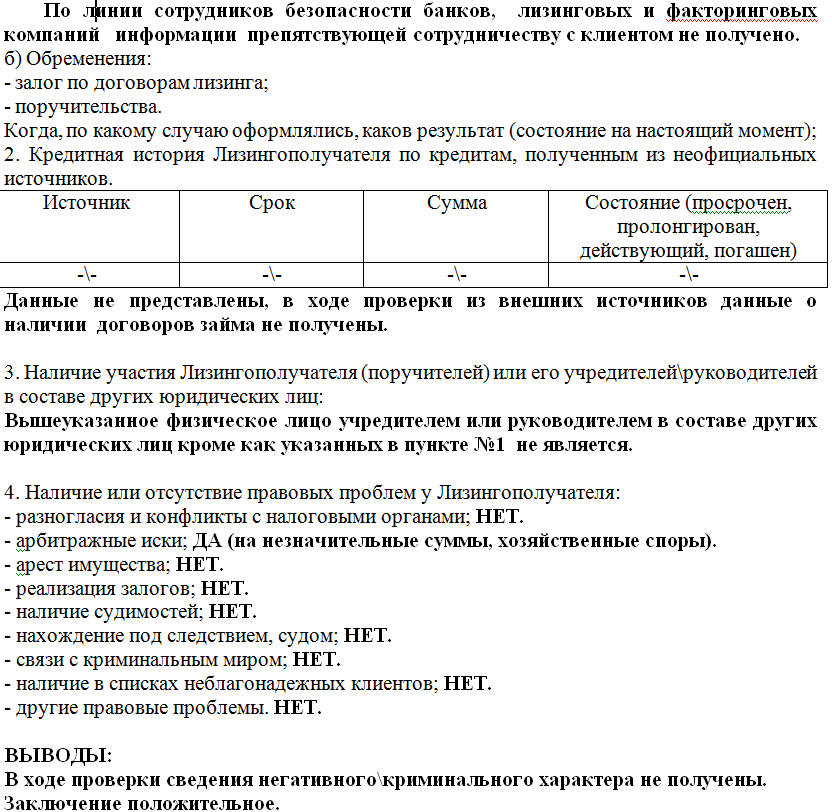 По линии сотрудников безопасности банков, лизинговых и факторинговых
компаний информации препятствующей сотрудничеству с клиентом не получено.
б) Обременения:
- залог по договорам лизинга;
- поручительства.
Когда, по какому случаю оформлялись, каков результат (состояние на настоящий момент);
2. Кредитная история Лизингополучателя по кредитам, полученным из неофициальных
источников.
Источник Срок Сумма Состояние (просрочен,
пролонгирован,
действующий, погашен)
-\- -\- -\- -\-
Данные не представлены, в ходе проверки из внешних источников данные о
наличии договоров займа не получены.
3. Наличие участия Лизингополучателя (поручителей) или его учредителей\руководителей
в составе других юридических лиц:
Вышеуказанное физическое лицо учредителем или руководителем в составе других
юридических лиц кроме как указанных в пункте №1 не является.
4. Наличие или отсутствие правовых проблем у Лизингополучателя:
- разногласия и конфликты с налоговыми органами; НЕТ.
- арбитражные иски; ДА (на незначительные суммы, хозяйственные споры).
- арест имущества; НЕТ.
- реализация залогов; НЕТ.
- наличие судимостей; НЕТ.
- нахождение под следствием, судом; НЕТ.
- связи с криминальным миром; НЕТ.
- наличие в списках неблагонадежных клиентов; НЕТ.
- другие правовые проблемы. НЕТ.
ВЫВОДЫ:
В ходе проверки сведения негативного\криминального характера не получены.
Заключение положительное.